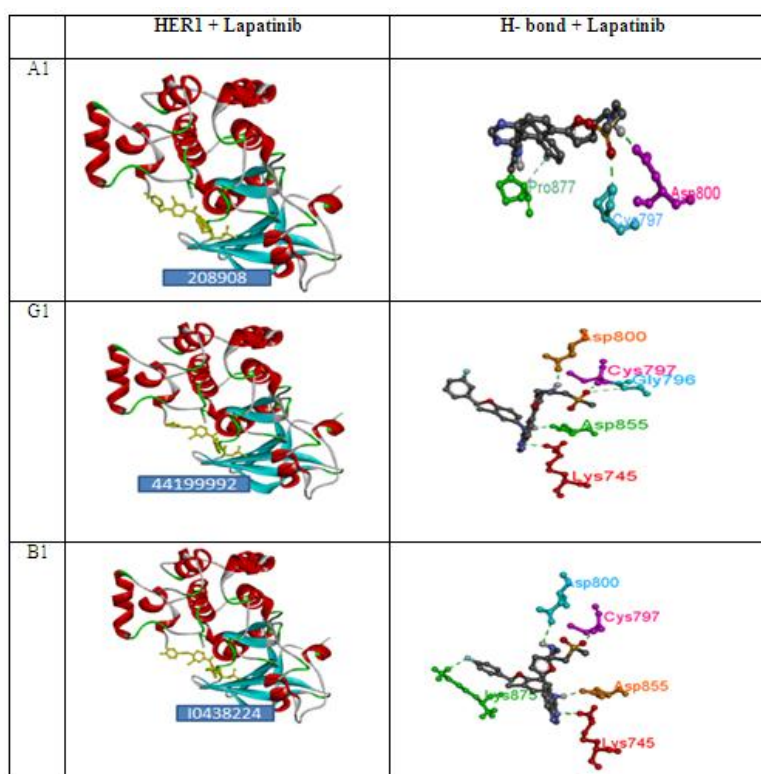 HER1 + Lapatinib
H- bond + Lapatinib
A1
208908
Pro877
Cys797
Asp800
G1
44199992
Asp800
Cys797
Gly796
Asp855
Lys745
B1
I0438224
Asp800
Cys797
Lys875
Asp855
Lys745